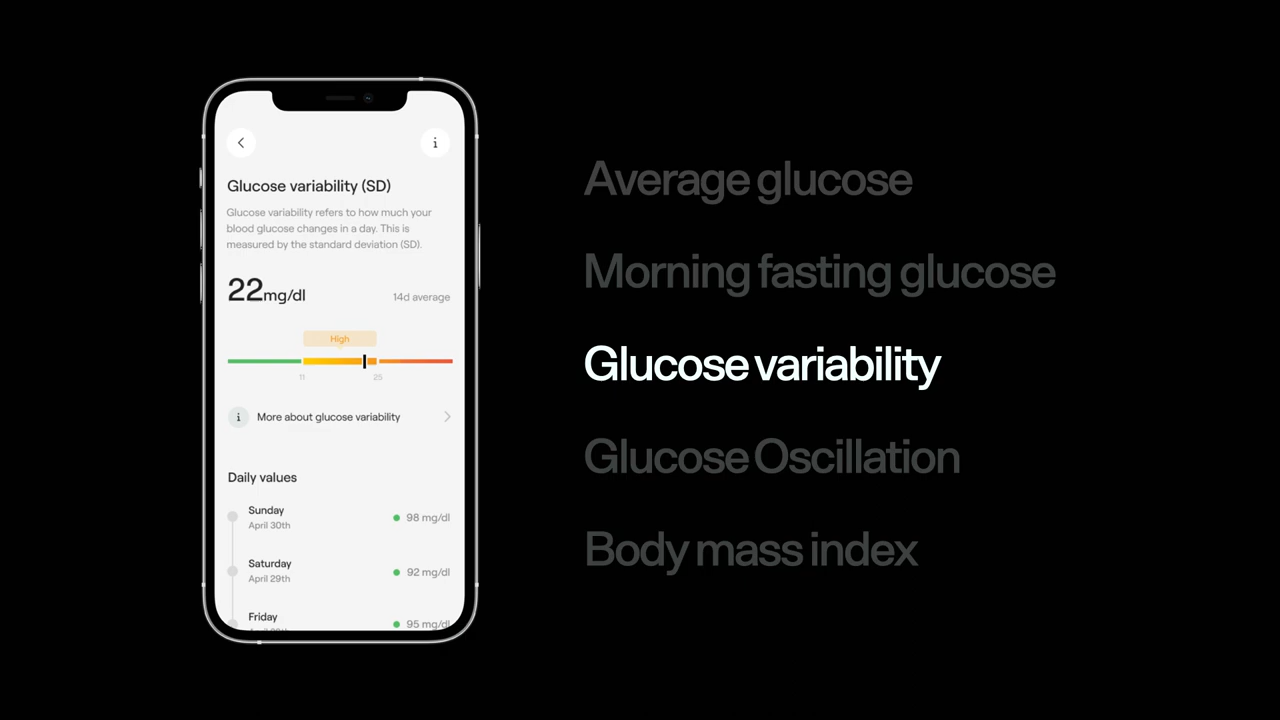 Glucose variability (SD)
Glucose variability refers to how much your
blood glucose changes in a day. This is
measured by the standard deviation (SD).
22mg/dl
14d average
High
11
25
i More about glucose variability
Daily values
Sunday
April 30th
98 mg/dl
Saturday
April 29th
92 mg/dl
Friday
95 mg/dl
Average glucose
Morning fasting glucose
Glucose variability
Glucose Oscillation
Body mass index